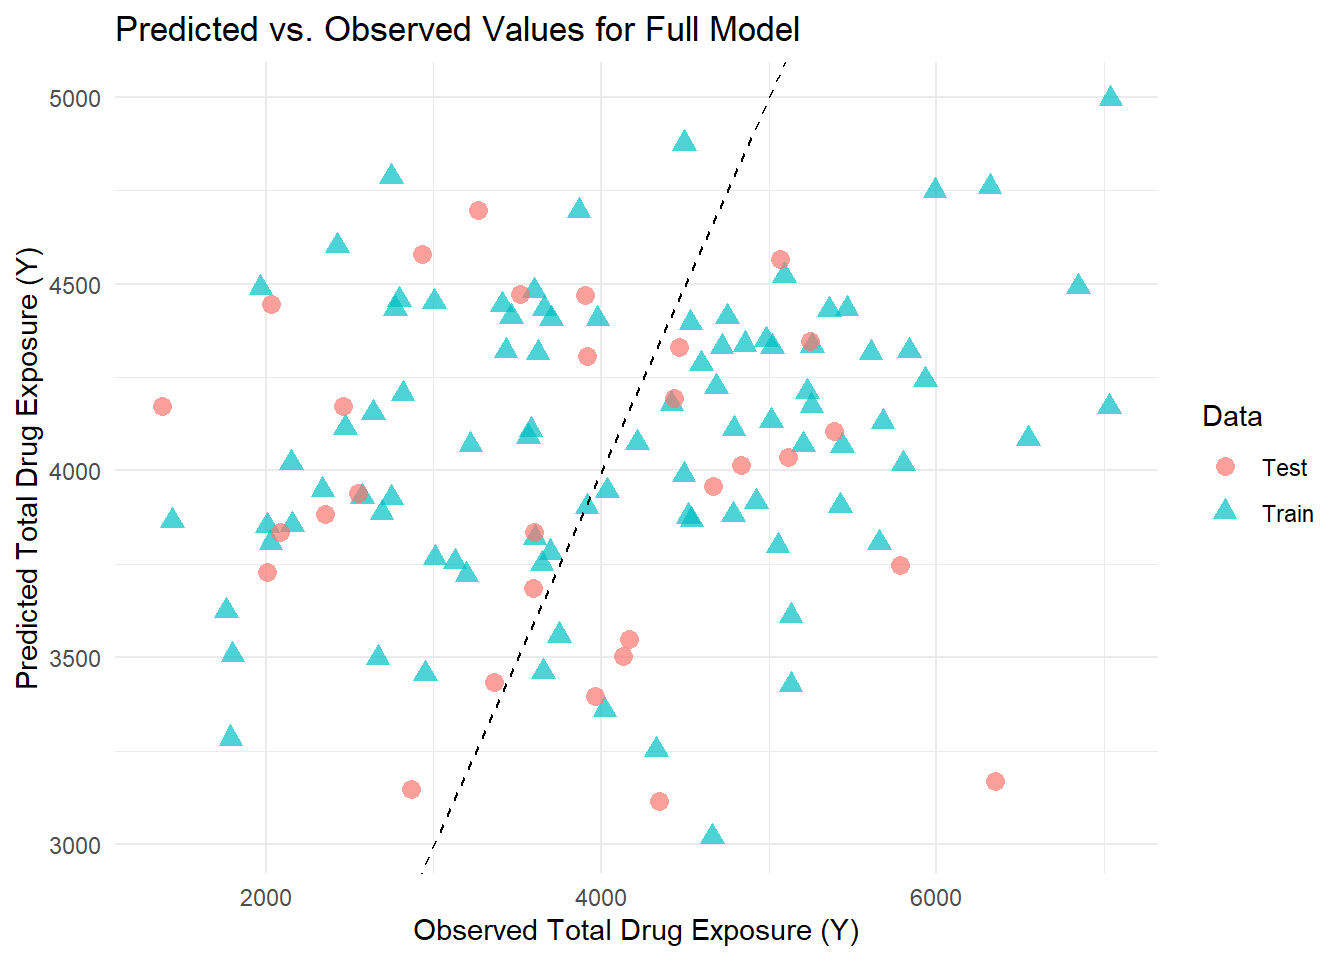 Predicted vs. Observed Values for Full Model
Predicted Total Drug Exposure (Y)
5000
4500
4000
3500
3000
2000
4000
6000
Observed Total Drug Exposure (Y)
Data
Test
Train